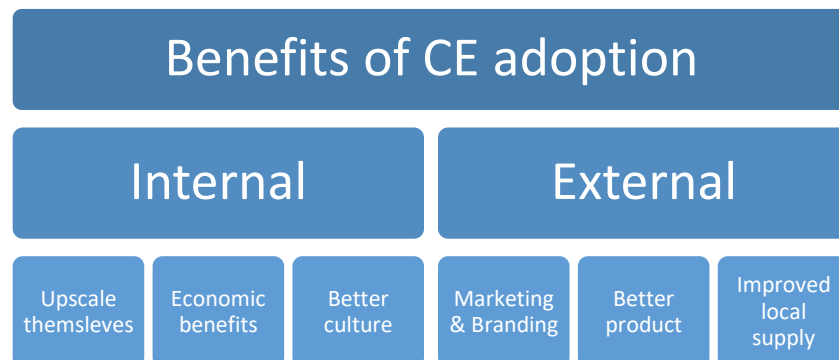 Benefits of CE adoption
Internal
External
Upscale
themsleves
Economic
benefits
Better
culture
Marketing
& Branding
Better
product
Improved
local
supply